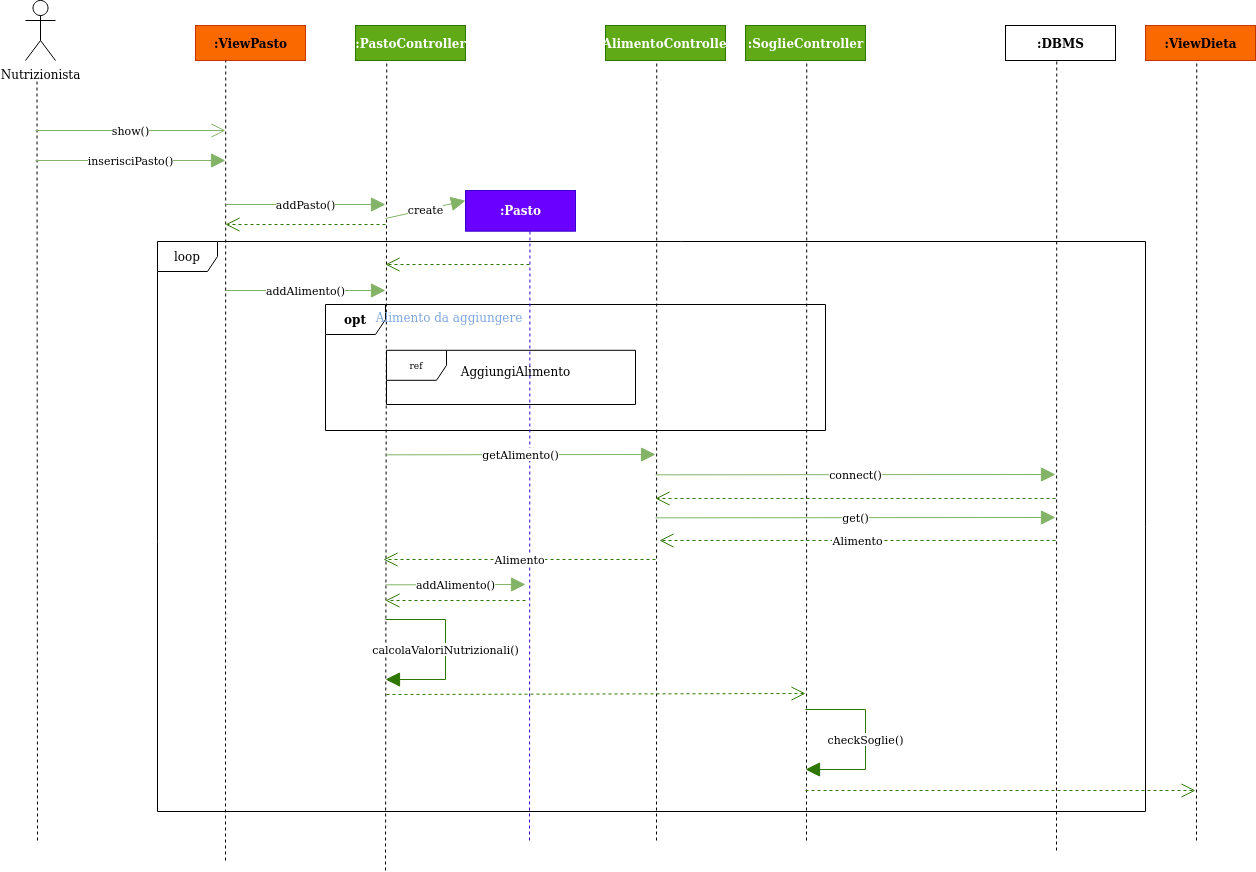 Nutrizionista
:ViewPasto
:PastoController
AlimentoControlle
:SoglieController
:DBMS
:ViewDieta
show()
inserisciPasto()
addPasto()
create
:Pasto
loop
addAlimento()
opt
Alimento da aggiungere
ref
AggiungiAlimento
getAlimento()
connect()
get()
Alimento
Alimento
addAlimento()
calcolaValoriNutrizionali()
checkSoglie()